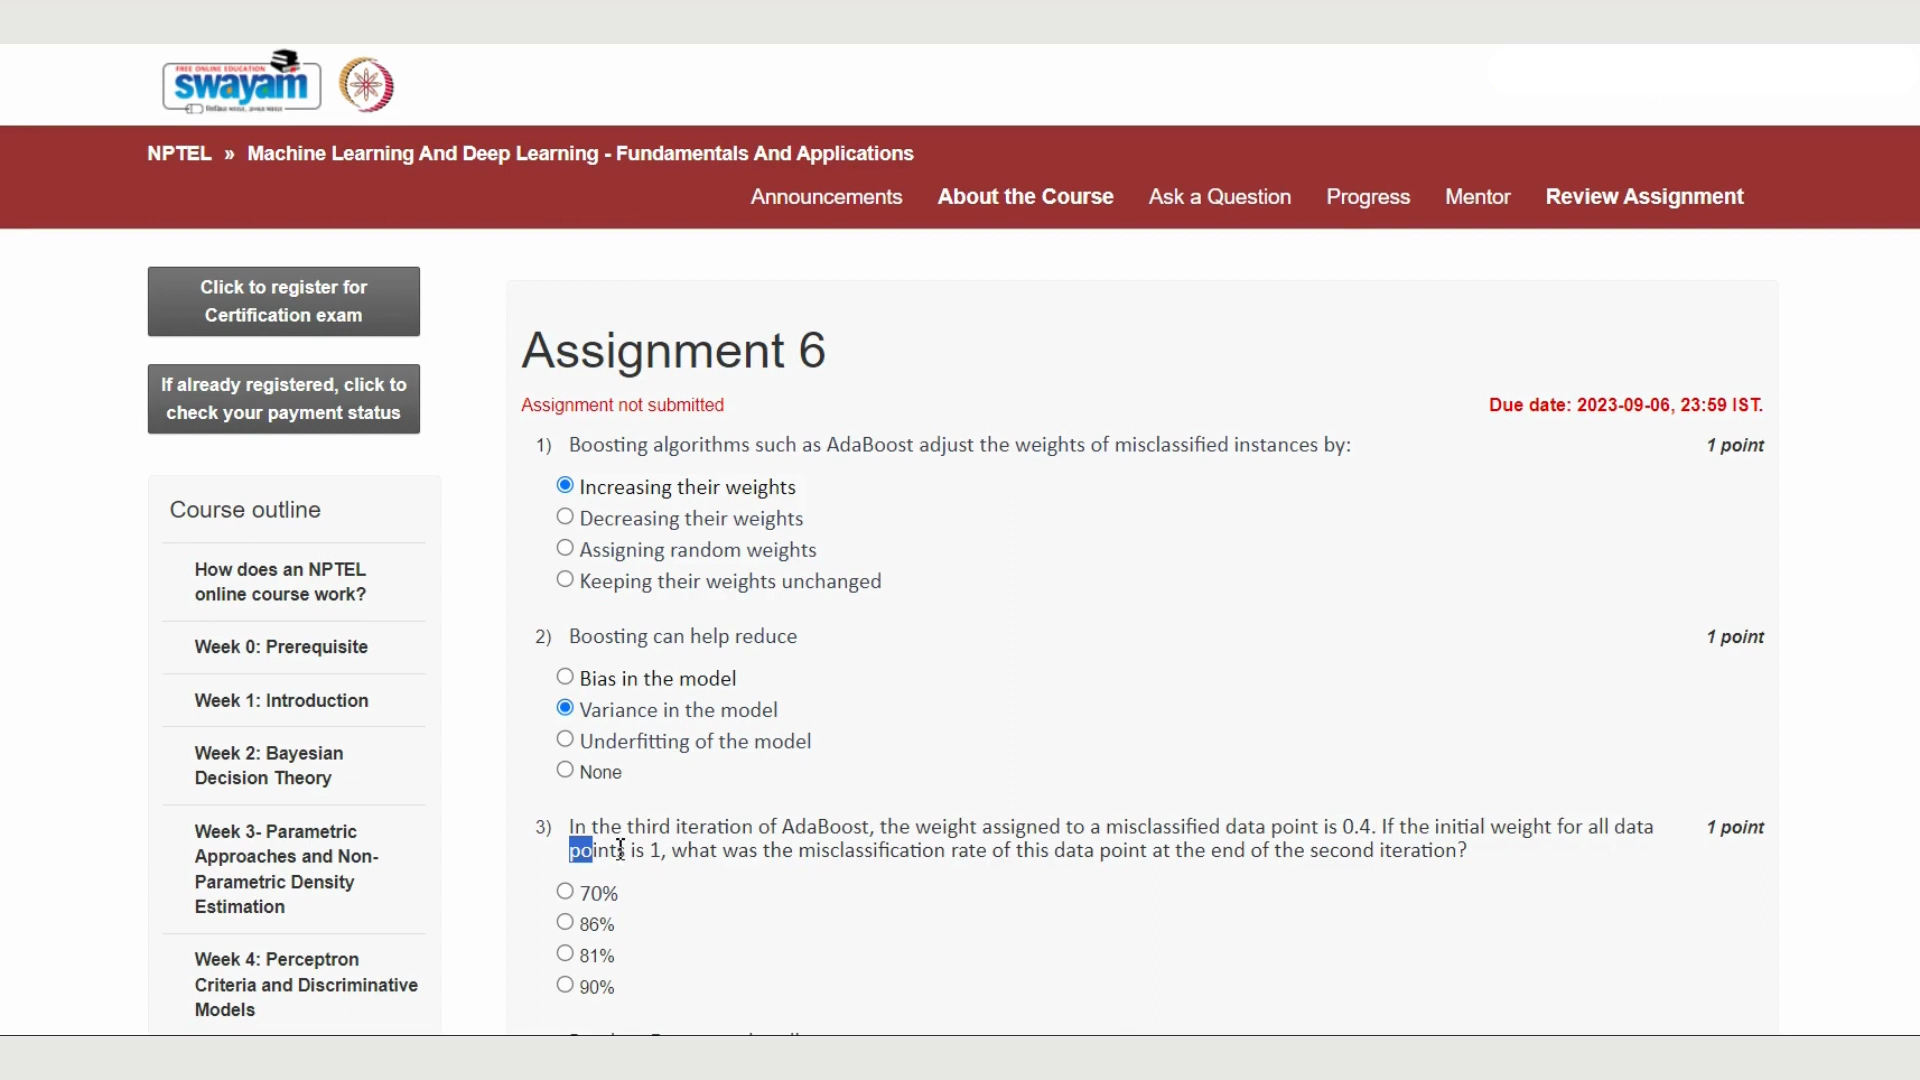 FREE ONLINE EDUCATION
swayam
NPTEL » Machine Learning And Deep Learning - Fundamentals And Applications
Announcements About the Course Ask a Question Progress Mentor Review Assignment
Click to register for
Certification exam
If already registered, click to
check your payment status
Course outline
How does an NPTEL
online course work?
Week 0: Prerequisite
Week 1: Introduction
Week 2: Bayesian
Decision Theory
Week 3- Parametric
Approaches and Non-
Parametric Density
Estimation
Week 4: Perceptron
Criteria and Discriminative
Models
Assignment 6
Assignment not submitted Due date: 2023-09-06, 23:59 IST.
1) Boosting algorithms such as AdaBoost adjust the weights of misclassified instances by: 1 point
Increasing their weights
Decreasing their weights
Assigning random weights
Keeping their weights unchanged
2) Boosting can help reduce 1 point
Bias in the model
Variance in the model
Underfitting of the model
None
3) In the third iteration of AdaBoost, the weight assigned to a misclassified data point is 0.4. If the initial weight for all data 1 point
points is 1, what was the misclassification rate of this data point at the end of the second iteration?
70%
86%
81%
90%